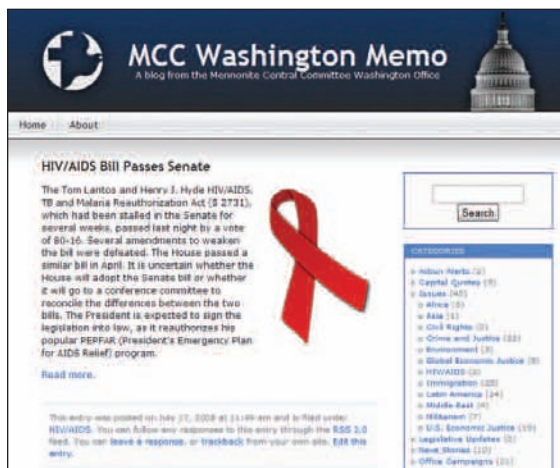 MCC Washington Memo
A blog from the Mennonite Central Committee Washington Office
Home
About
HIV/AIDS Bill Passes Senate
The Tom Lantos and Henry J. Hyde HIV/AIDS,
TB and Malaria Reauthorization Act (S 2731),
which had been stalled in the Senate for
several weeks, passed last night by a vote
of 80-16. Several amendments to weaken
the bill were defeated. The House passed a
similar bill in April. It is uncertain whether the
House will adopt the Senate bill or whether
it will go to a conference committee to
reconcile the differences between the two
bills. The President is expected to sign the
legislation into law, as it reauthorizes his
popular PEPFAR (President's Emergency Plan
for AIDS Relief) program.
Read more.
This entry was posted on July 17, 2008 at 11:49 am and is filed under
HIV/AIDS. You can follow any responses to this entry through the RSS 2.0
feed. You can leave a response, or trackback from your own site. Edit this
entry.
Search
CATEGORIES
Action Alerts (2)
Capital Quotes (9)
Issues (45)
Africa
Asia (1)
Civil Rights
Crime and Justice
Environment (3)
Global Economic Justice
HIV/AIDS
Immigration
Latin America
Middle East (4)
Militarism (7)
U.S. Economic Justice
Legislative Updates
News Stories
Office Campaigns